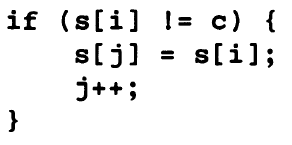 if (s[i] != c) {
    s[j] = s[i];
    j++;
}